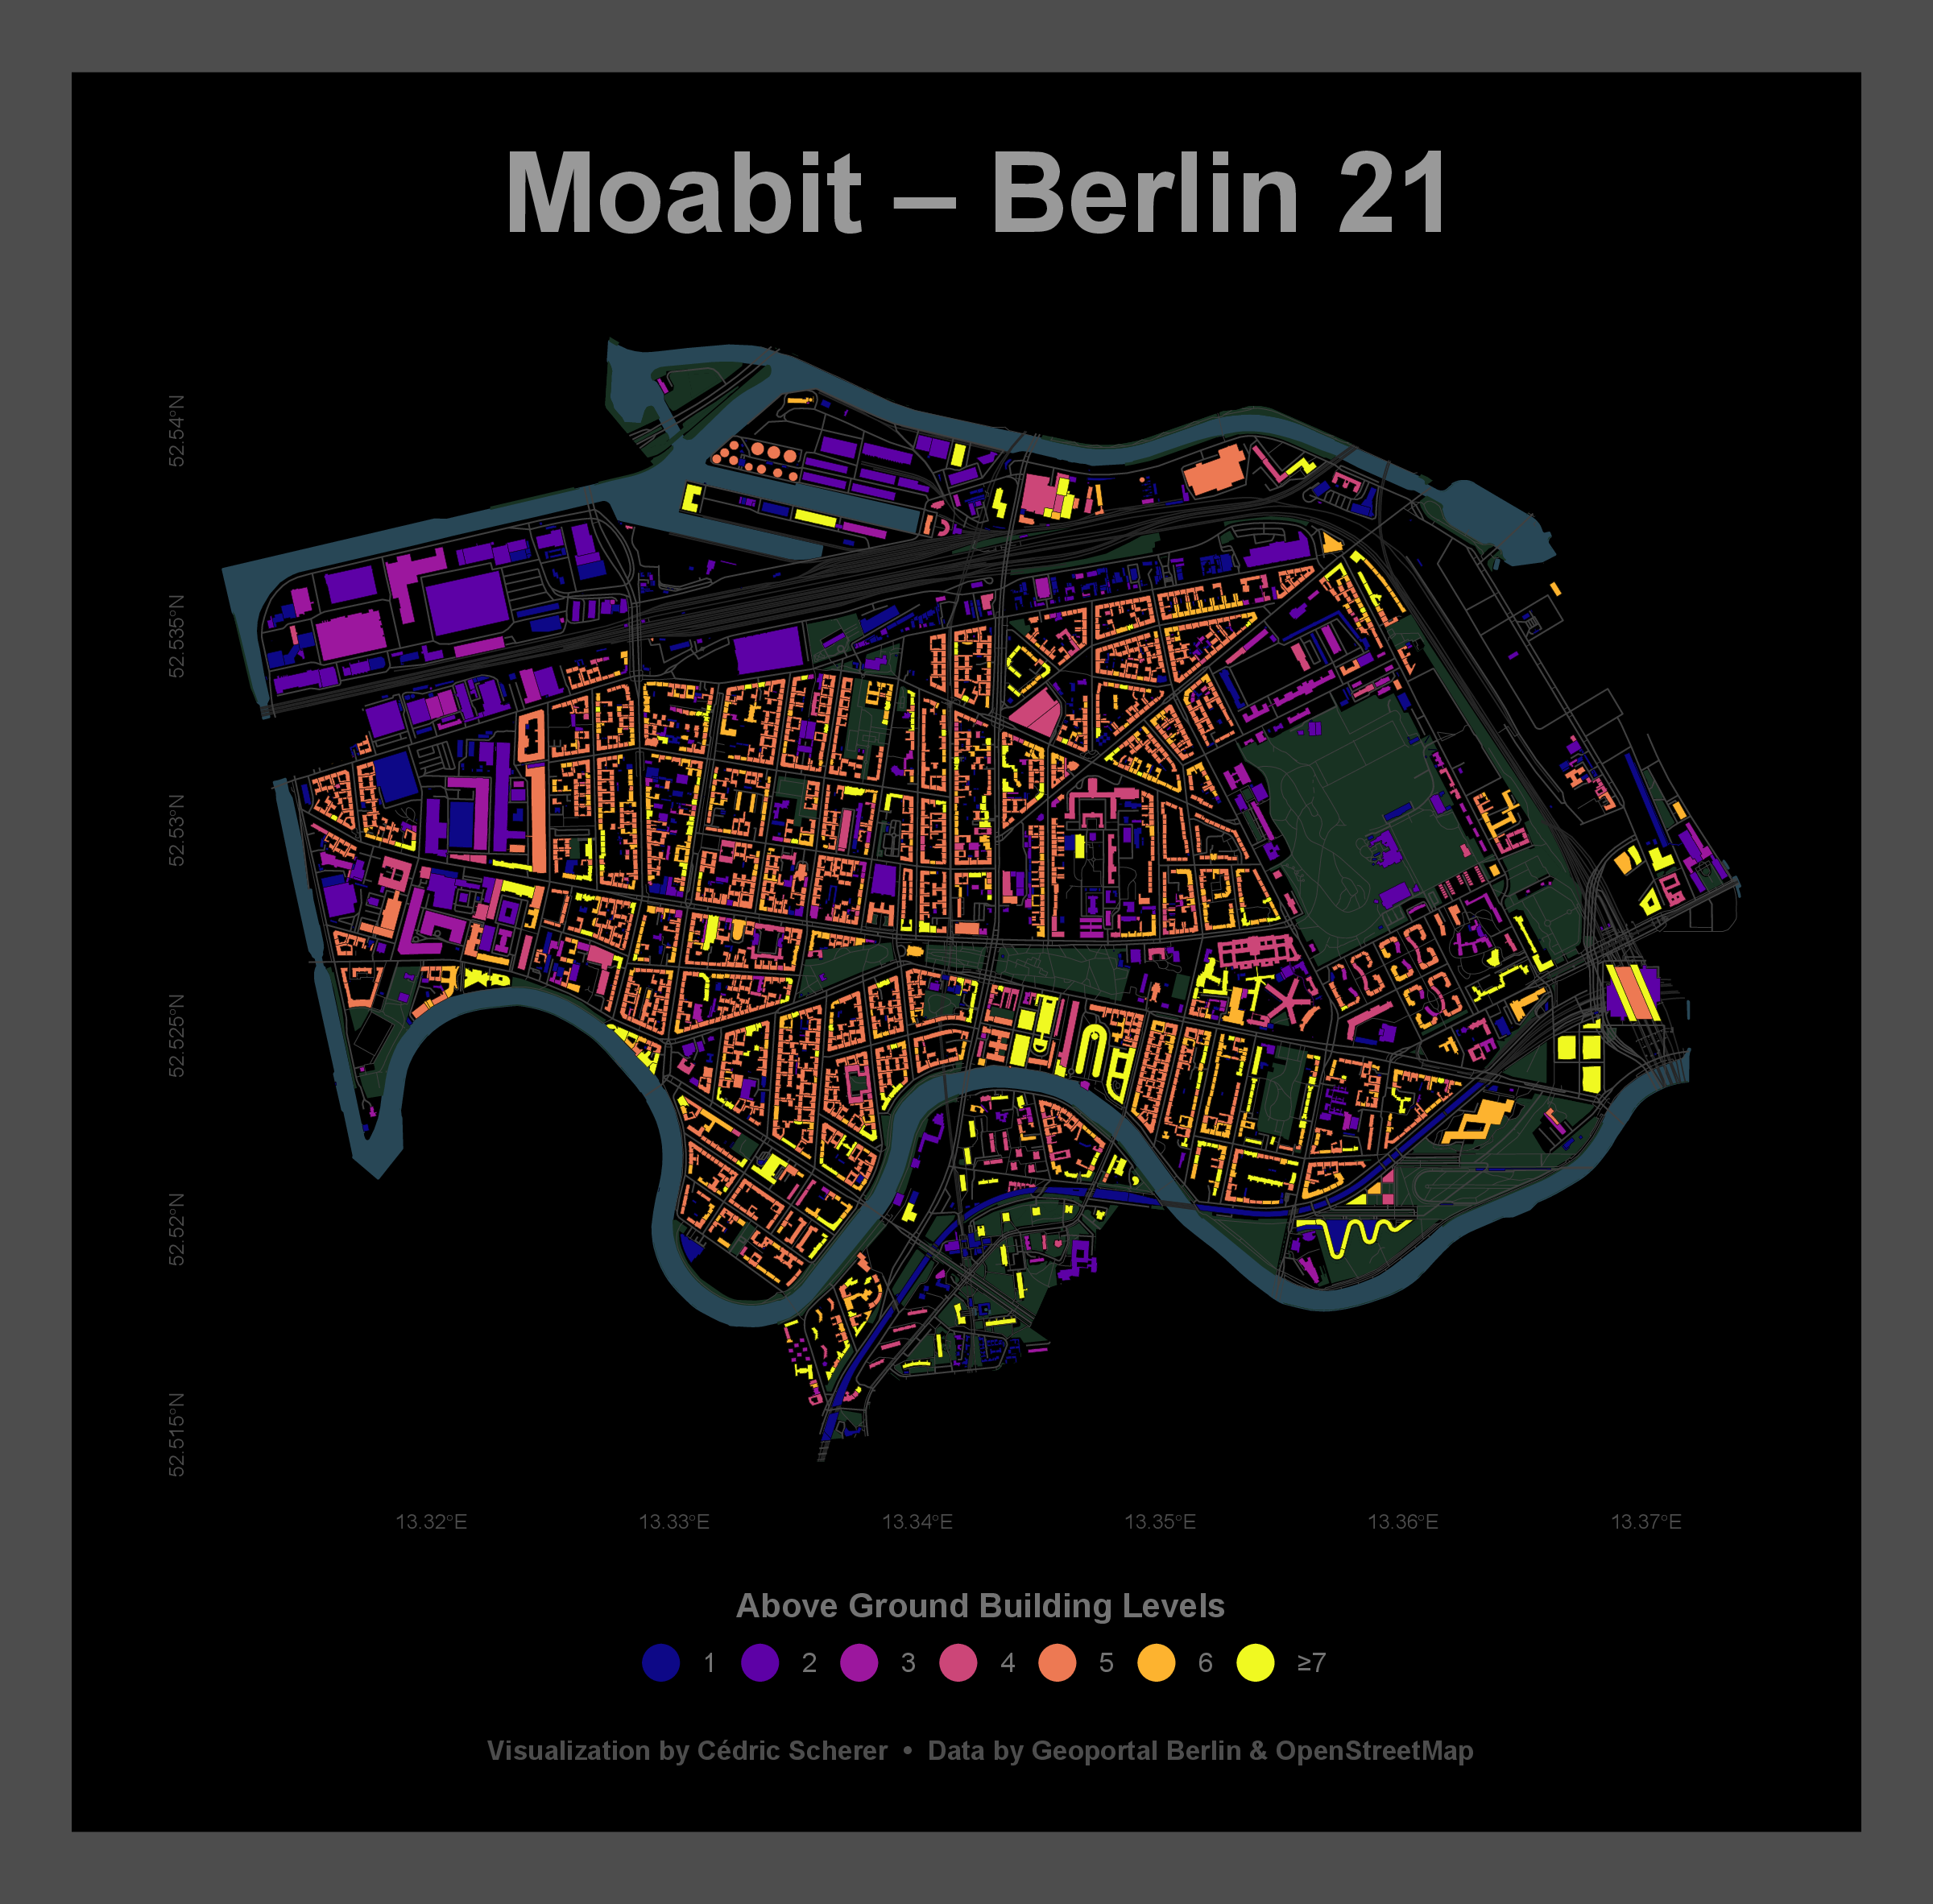 Moabit – Berlin 21
52.54°N
52.535°N
52.53°N
52.525°N
52.52°N
52.515°N
13.32°E 13.33°E 13.34°E 13.35°E 13.36°E 13.37°E
Above Ground Building Levels
1 2 3 4 5 6 ≥7
Visualization by Cédric Scherer • Data by Geoportal Berlin & OpenStreetMap